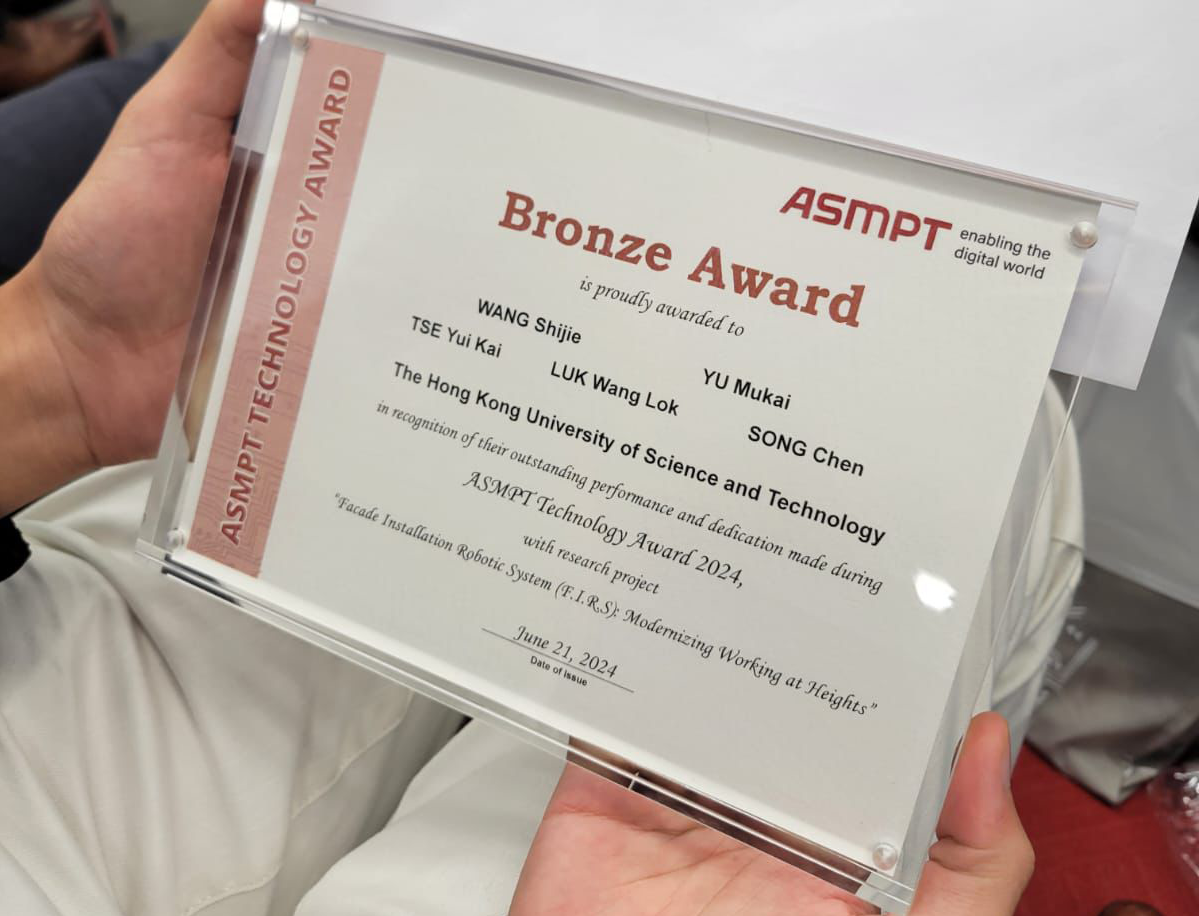 ASMPT TECHNOLOGY AWARD
ASMPT
enabling the
digital world
Bronze Award
is proudly awarded to
WANG Shijie YU Mukai
TSE Yui Kai LUK Wang Lok SONG Chen
The Hong Kong University of Science and Technology
in recognition of their outstanding performance and dedication made during
ASMPT Technology Award 2024,
with research project
“Facade Installation Robotic System (F.I.R.S): Modernizing Working at Heights”
June 21, 2024
Date of Issue